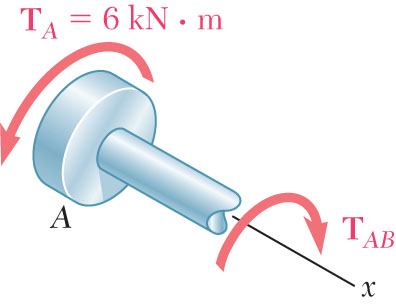 T_A = 6 kN · m
A
T_AB
x